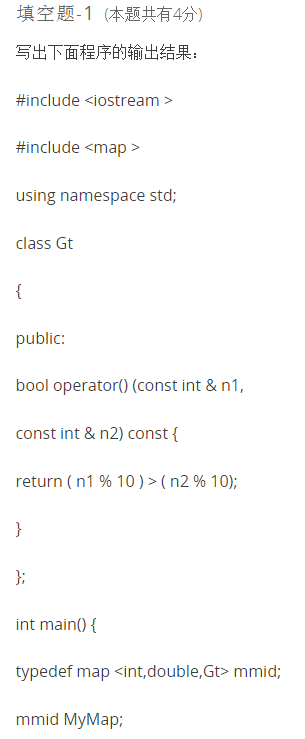 填空题-1 (本题共有4分)
写出下面程序的输出结果：
#include <iostream >
#include <map >
using namespace std;
class Gt
{
public:
bool operator() (const int & n1,
const int & n2) const {
return ( n1 % 10 ) > ( n2 % 10);
}
};
int main() {
typedef map <int,double,Gt> mmid;
mmid MyMap;